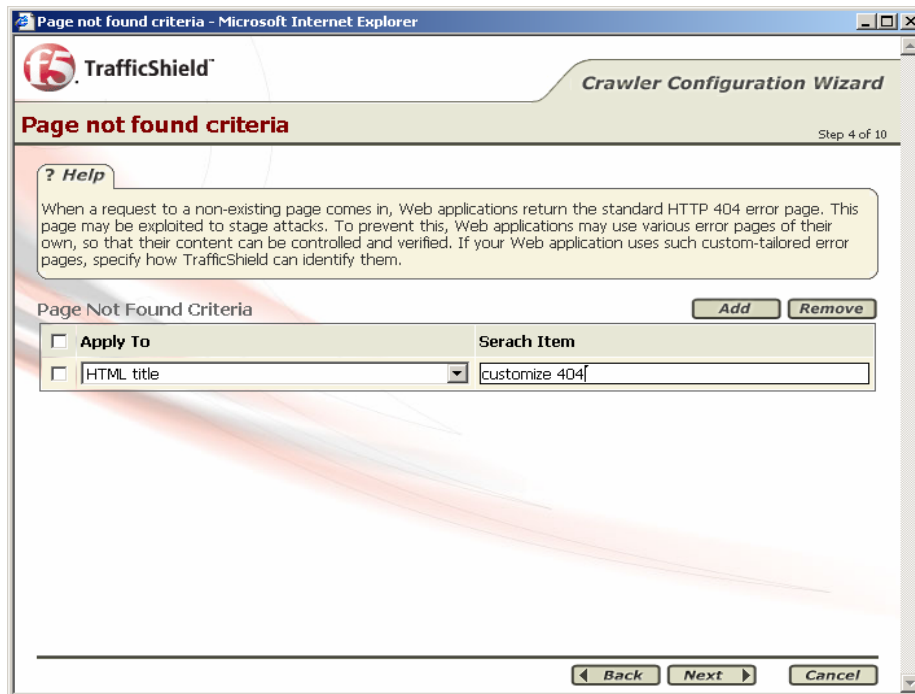 Page not found criteria - Microsoft Internet Explorer
f5 TrafficShield™
Crawler Configuration Wizard
Page not found criteria
Step 4 of 10
? Help
When a request to a non-existing page comes in, Web applications return the standard HTTP 404 error page. This
page may be exploited to stage attacks. To prevent this, Web applications may use various error pages of their
own, so that their content can be controlled and verified. If your Web application uses such custom-tailored error
pages, specify how TrafficShield can identify them.
Page Not Found Criteria
Add Remove
Apply To Serach Item
HTML title customize 404
Back Next Cancel